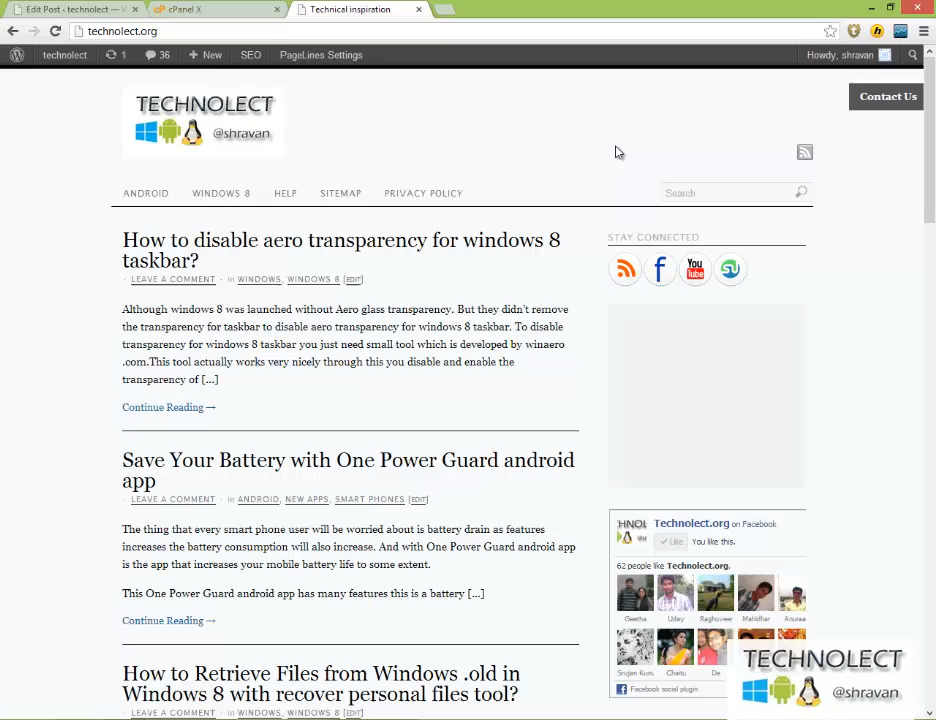 Edit Post ‹ technolect — W
cPanel X
Technical inspiration.
technolect.org
technolect 1 36 New SEO PageLines Settings Howdy, shravan
Contact Us
TECHNOLECT
@shravan
ANDROID WINDOWS 8 HELP SITEMAP PRIVACY POLICY Search
How to disable aero transparency for windows 8
taskbar?
· LEAVE A COMMENT · in WINDOWS, WINDOWS 8 [EDIT]
Although windows 8 was launched without Aero glass transparency. But they didn't remove
the transparency for taskbar to disable aero transparency for windows 8 taskbar. To disable
transparency for windows 8 taskbar you just need small tool which is developed by winaero
.com.This tool actually works very nicely through this you disable and enable the
transparency of [...]
Continue Reading →
Save Your Battery with One Power Guard android
app
· LEAVE A COMMENT · in ANDROID, NEW APPS, SMART PHONES [EDIT]
The thing that every smart phone user will be worried about is battery drain as features
increases the battery consumption will also increase. And with One Power Guard android app
is the app that increases your mobile battery life to some extent.
This One Power Guard android app has many features this is a battery [...]
Continue Reading →
How to Retrieve Files from Windows .old in
Windows 8 with recover personal files tool?
· LEAVE A COMMENT · in WINDOWS, WINDOWS 8 [EDIT]
STAY CONNECTED
You
Tube
Technolect.org on Facebook
Like You like this.
62 people like Technolect.org.
Geetha Uday Raghuveer Mahidhar Anuraa
Srujan Kum Chaitu De
Facebook social plugin
TECHNOLECT
@shravan